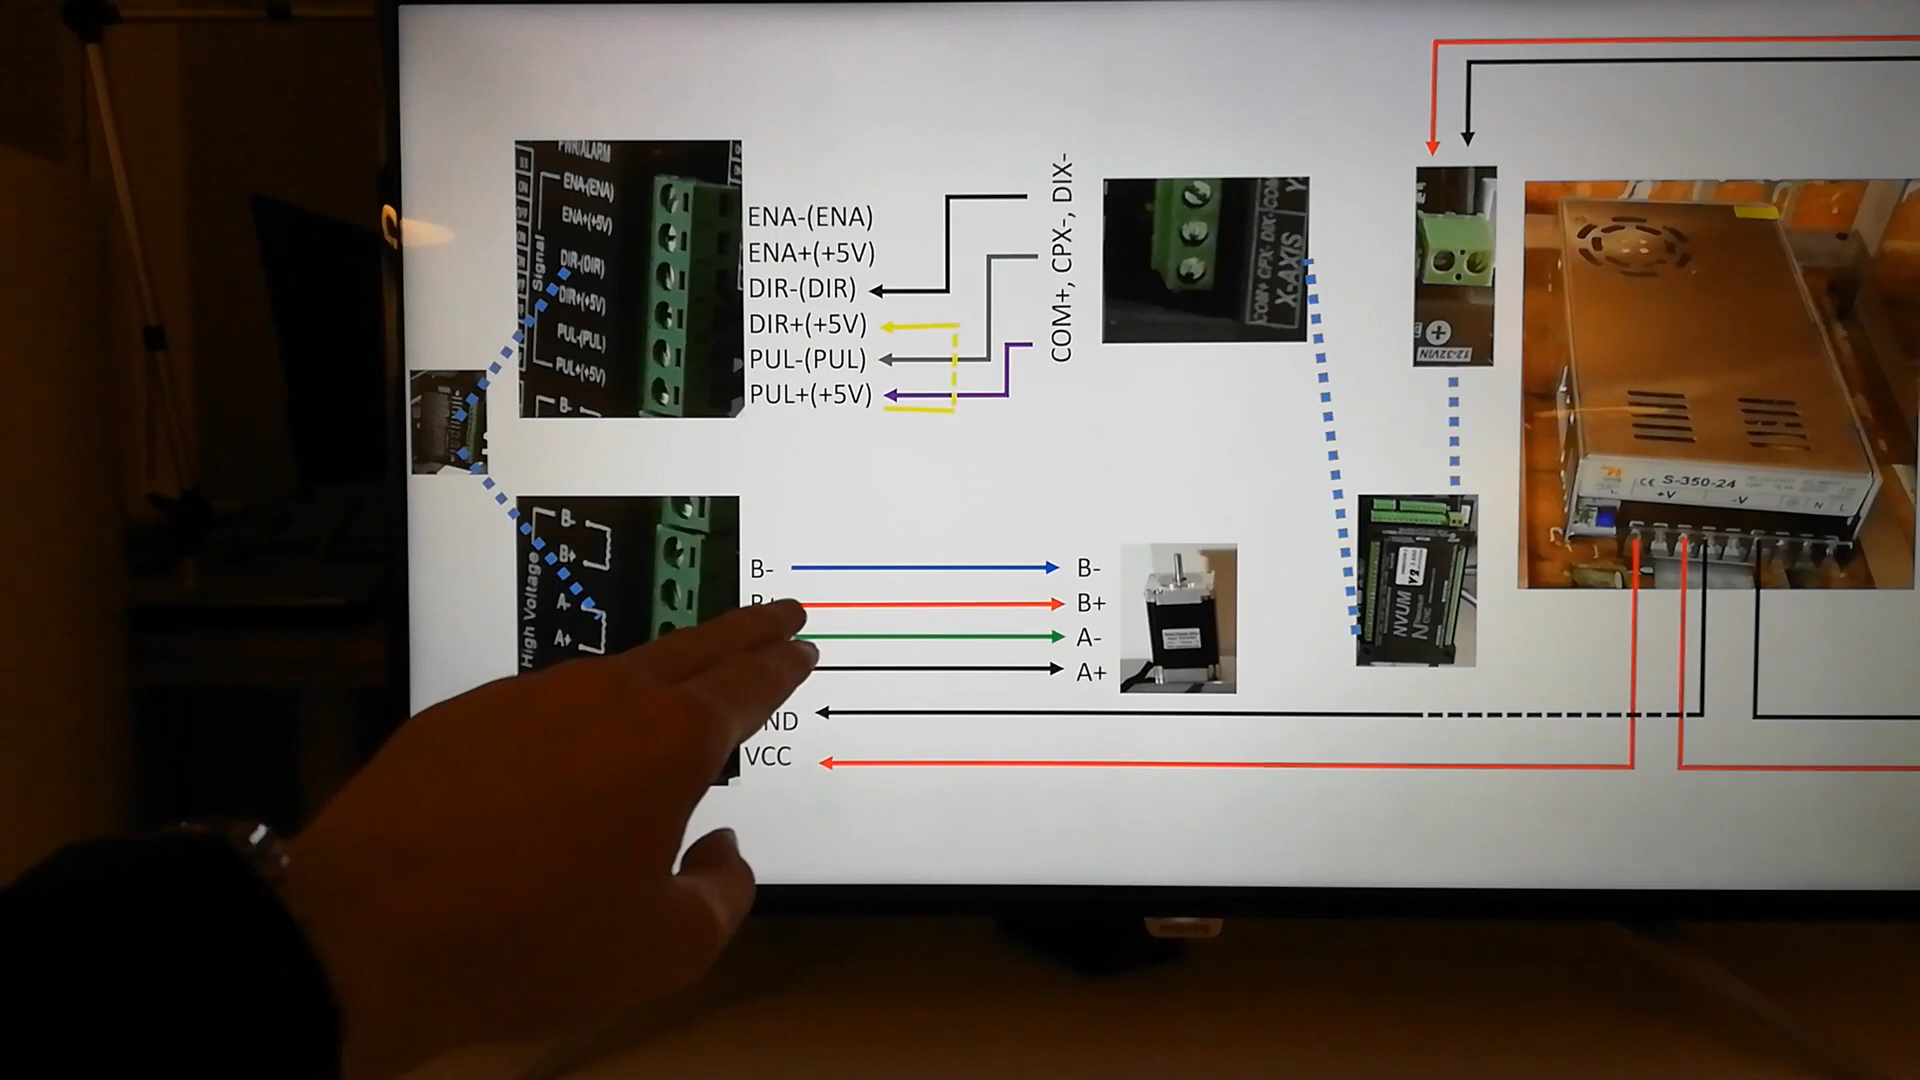 PWR/ALARM
ENA-(ENA)
ENA+(+5V)
DIR-(DIR)
DIR+(+5V)
PUL-(PUL)
PUL+(+5V)
Signal
B-
ENA-(ENA)
ENA+(+5V)
DIR-(DIR)
DIR+(+5V)
PUL-(PUL)
PUL+(+5V)
COM+, CPX-, DIX-
COM+ CPX- DIX- COM
X-AXIS
Y
12-32VIN
S-350-24
+V
-V
N
L
B-
B+
A-
A+
High Voltage
B-
B+
B-
B+
A-
A+
ND
VCC
NVUM
CNC